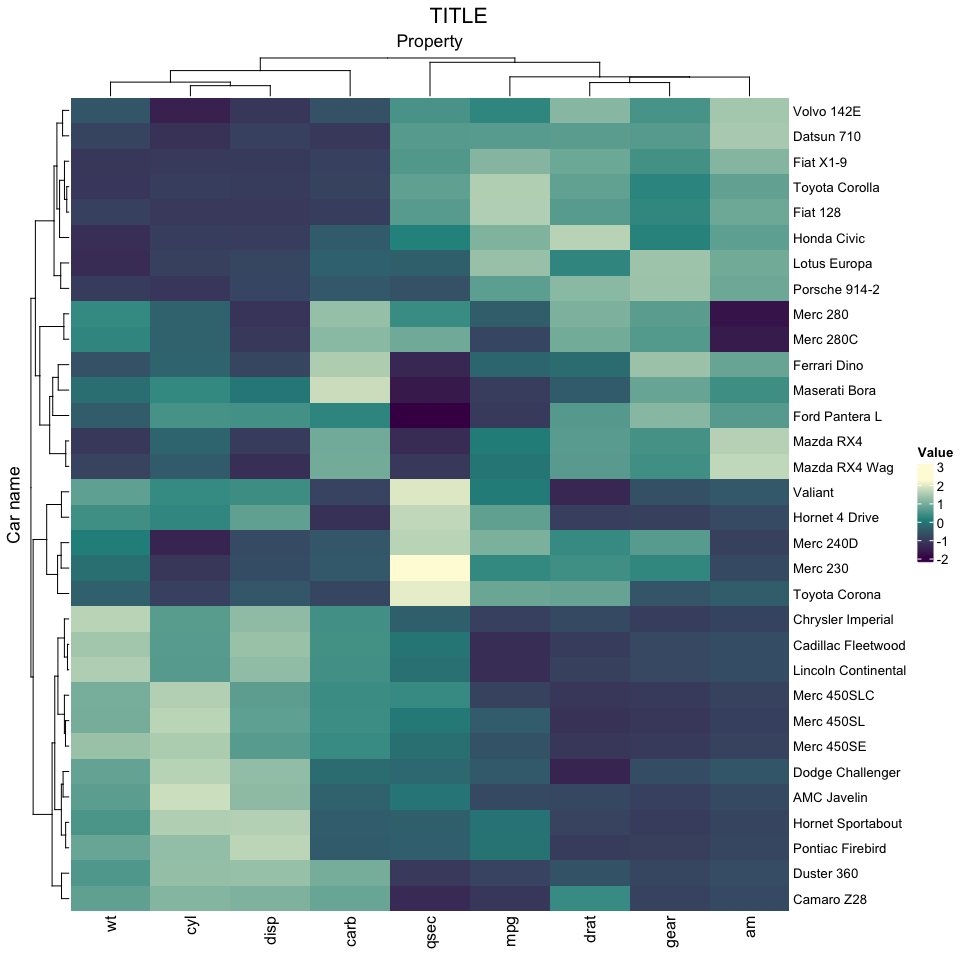 TITLE
Property
Volvo 142E
Datsun 710
Fiat X1-9
Toyota Corolla
Fiat 128
Honda Civic
Lotus Europa
Porsche 914-2
Merc 280
Merc 280C
Ferrari Dino
Maserati Bora
Ford Pantera L
Mazda RX4
Mazda RX4 Wag
Valiant
Hornet 4 Drive
Merc 240D
Merc 230
Toyota Corona
Chrysler Imperial
Cadillac Fleetwood
Lincoln Continental
Merc 450SLC
Merc 450SL
Merc 450SE
Dodge Challenger
AMC Javelin
Hornet Sportabout
Pontiac Firebird
Duster 360
Camaro Z28
Car name
wt
cyl
disp
carb
qsec
mpg
drat
gear
am
Value
3
2
1
0
-1
-2